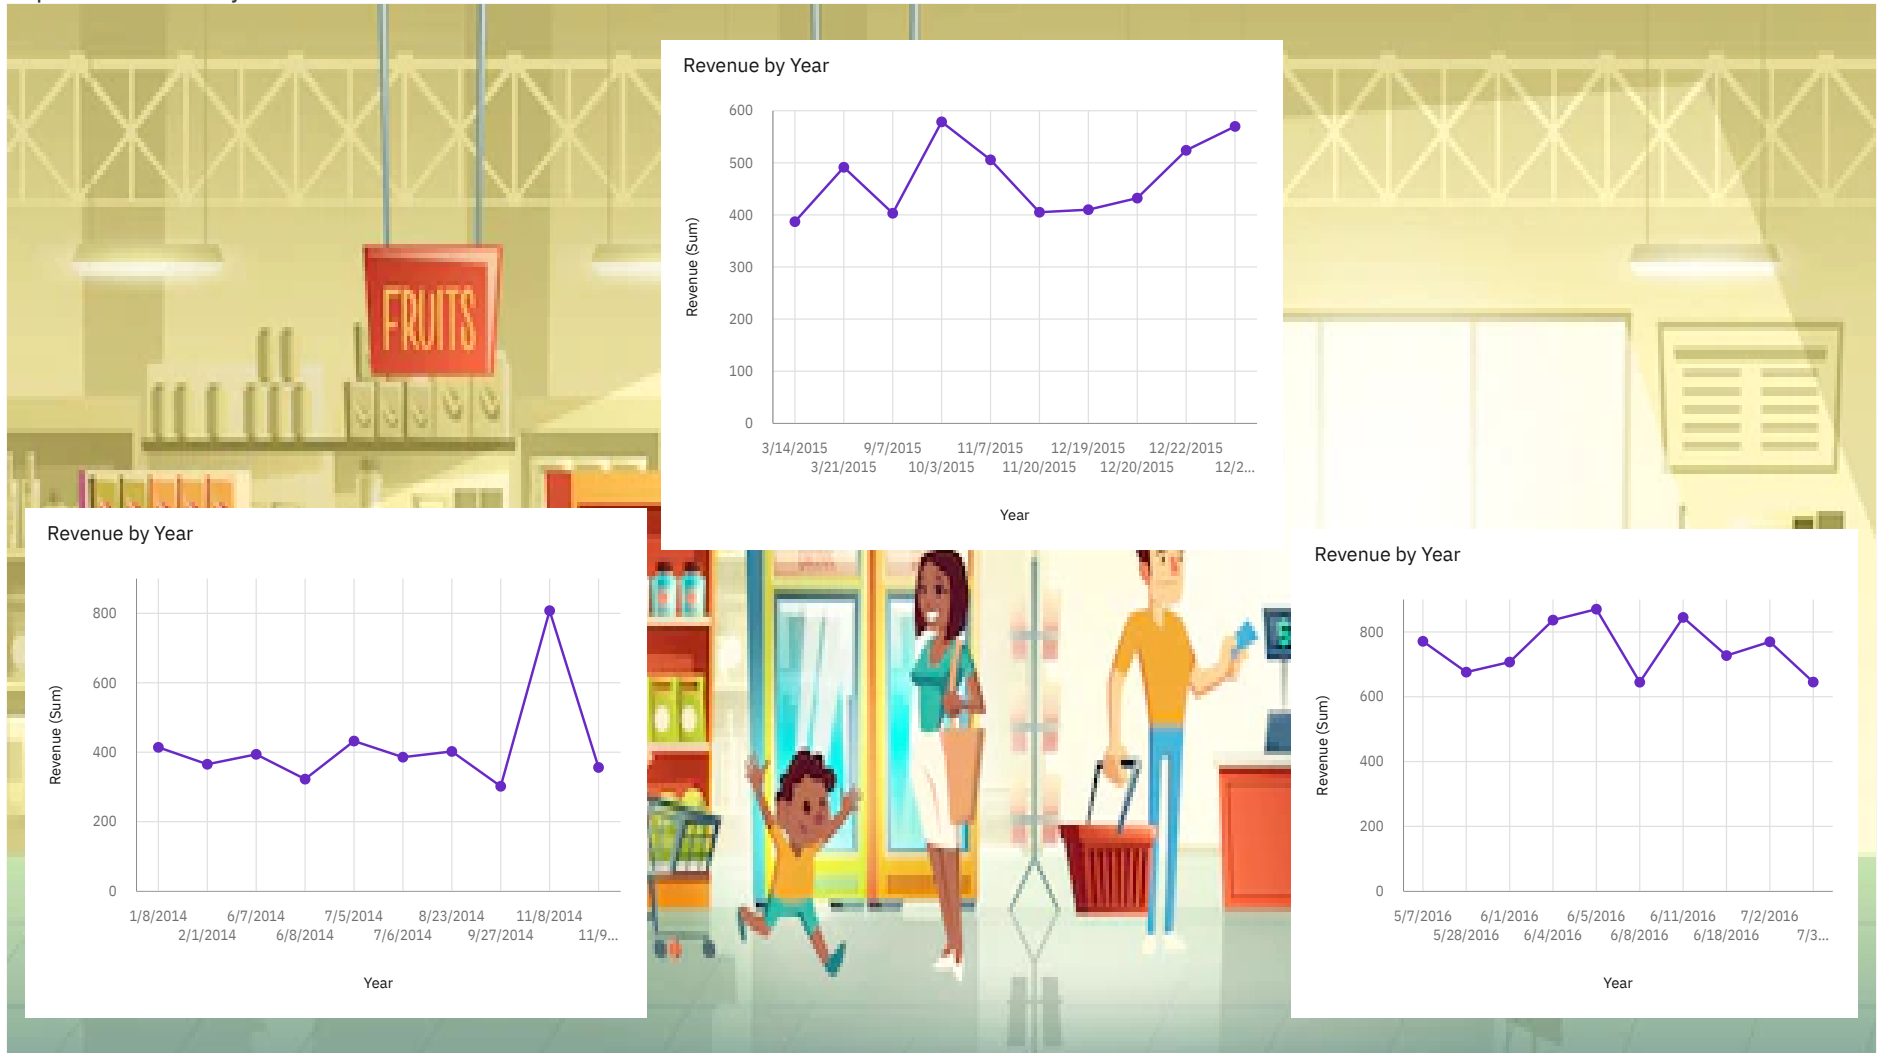 Revenue by Year
600
500
400
300
200
100
0
Revenue (Sum)
3/14/2015 9/7/2015 11/7/2015 12/19/2015 12/22/2015
3/21/2015 10/3/2015 11/20/2015 12/20/2015 12/2...
Year
FRUITS
Revenue by Year
800
600
400
200
0
Revenue (Sum)
1/8/2014 6/7/2014 7/5/2014 8/23/2014 11/8/2014
2/1/2014 6/8/2014 7/6/2014 9/27/2014 11/9...
Year
Revenue by Year
800
600
400
200
0
Revenue (Sum)
5/7/2016 6/1/2016 6/5/2016 6/11/2016 7/2/2016
5/28/2016 6/4/2016 6/8/2016 6/18/2016 7/3...
Year